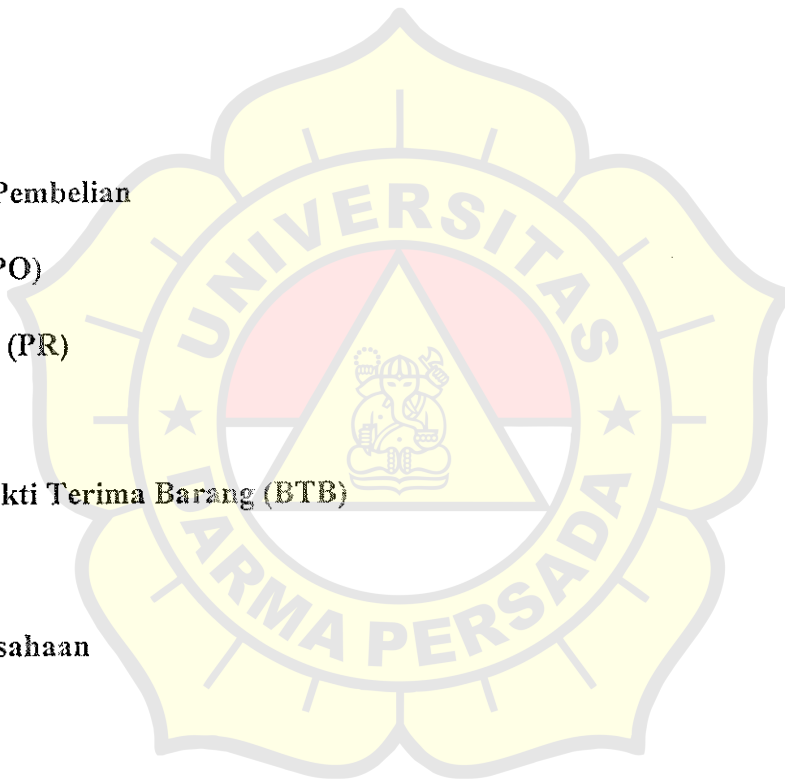 Pembelian
PO)
(PR)
kti Terima Barang (BTB)
sahaan
UNIVERSITAS
DARMA PERSADA